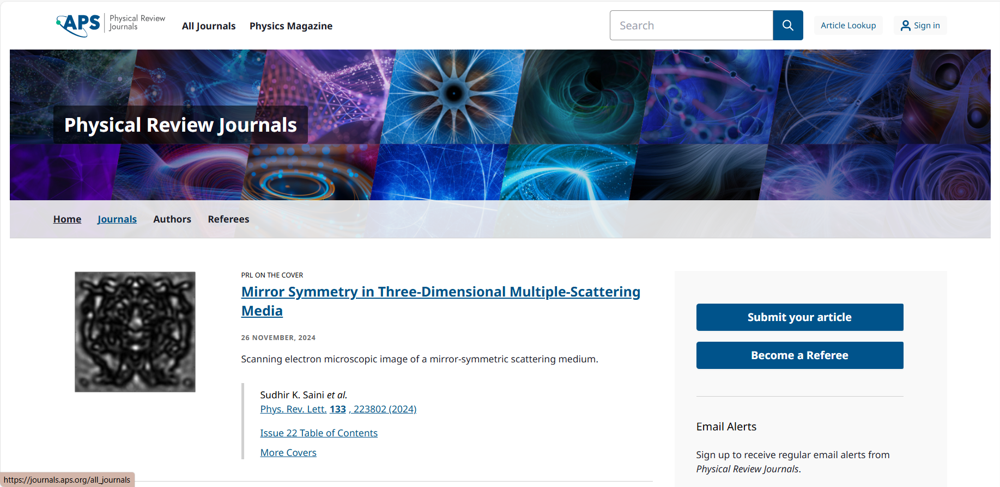 APS Physical Review Journals
All Journals
Physics Magazine
Search
Article Lookup
Sign in
Physical Review Journals
Home
Journals
Authors
Referees
PRL ON THE COVER
Mirror Symmetry in Three-Dimensional Multiple-Scattering
Media
26 NOVEMBER, 2024
Scanning electron microscopic image of a mirror-symmetric scattering medium.
Sudhir K. Saini et al.
Phys. Rev. Lett. 133 , 223802 (2024)
Issue 22 Table of Contents
More Covers
Submit your article
Become a Referee
Email Alerts
Sign up to receive regular email alerts from
Physical Review Journals.
https://journals.aps.org/all_journals